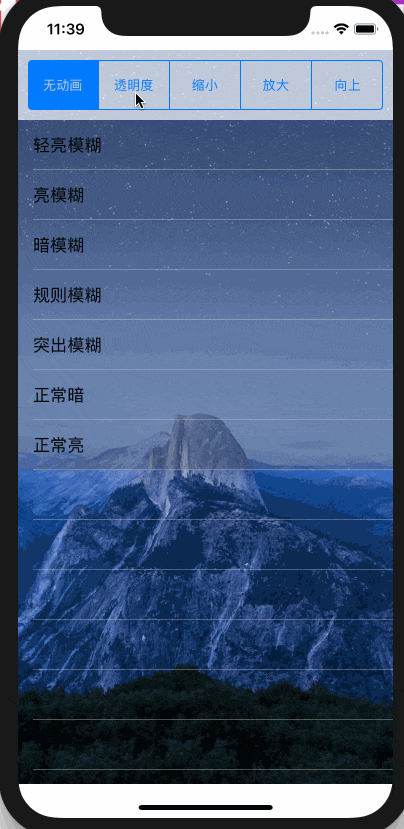 11:39
无动画 透明度 缩小 放大 向上
轻亮模糊
亮模糊
暗模糊
规则模糊
突出模糊
正常暗
正常亮